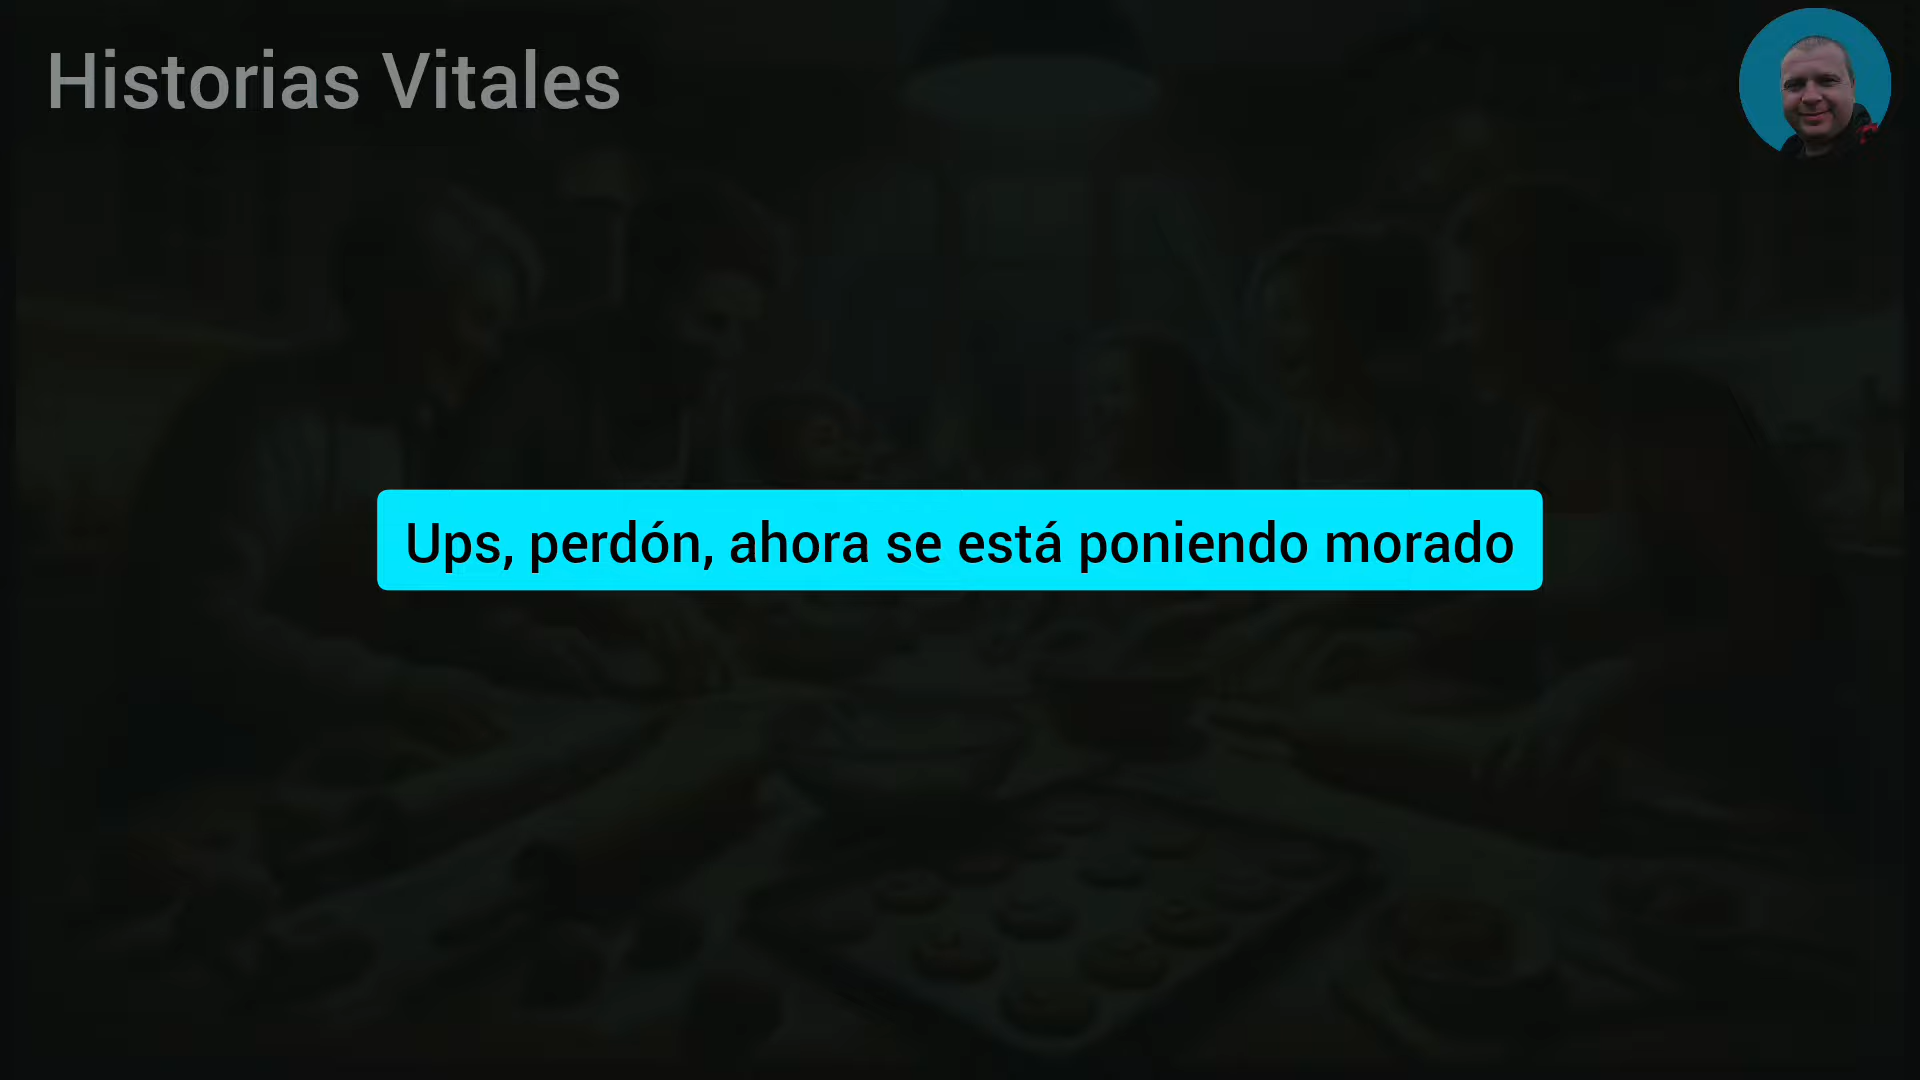 Historias Vitales
Ups, perdón, ahora se está poniendo morado